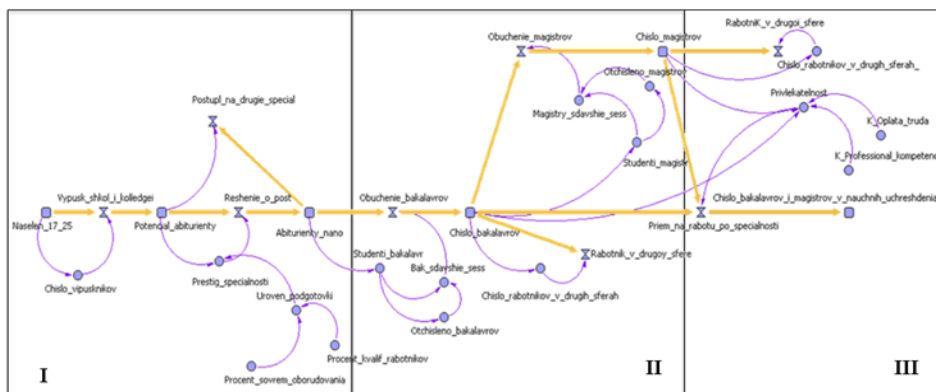 RabotniK_v_drugoi_sfere
Obuchenie_magistrov
Chislo_magistrov
Chislo_rabotnikov_v_drugih_sferah_
Otchisleno_magistrov
Postupl_na_drugie_special
Privlekatelnost
Magistry_sdavshie_sess
K_Oplata_truda
Studenti_magistr
K_Professional_kompetenc
Vypusk_shkol_i_kolledgei
Reshenie_o_post
Obuchenie_bakalavrov
Chislo_bakalavrov_i_magistrov_v_nauchnih_uchreshdenia
Naselen_17_25
Potencial_abiturienty
Abiturienty_nano
Chislo_bakalavrov
Priem_na_rabotu_po_specialnosti
Studenti_bakalavr
Rabotnik_v_drugoy_sfere
Bak_sdavshie_sess
Chislo_vipusknikov
Prestig_specialnosti
Uroven_podgotovkii
Chislo_rabotnikov_v_drugih_sferah
Otchisleno_bakalavrov
Procent_kvalif_rabotnikov
Procent_sovrem_oborudovania
I
II
III